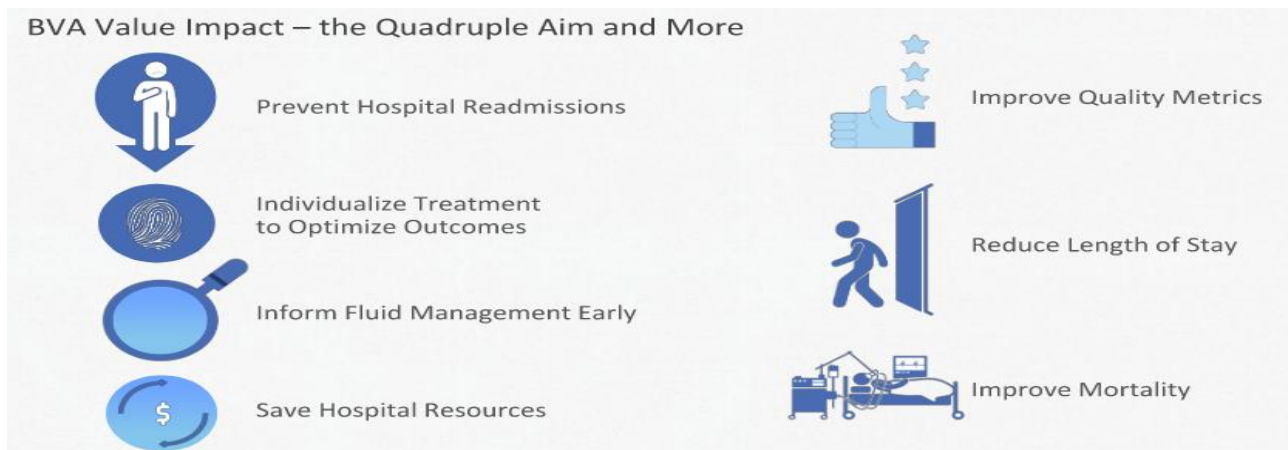 BVA Value Impact – the Quadruple Aim and More
Prevent Hospital Readmissions
Individualize Treatment
to Optimize Outcomes
Inform Fluid Management Early
$
Save Hospital Resources
Improve Quality Metrics
Reduce Length of Stay
Improve Mortality